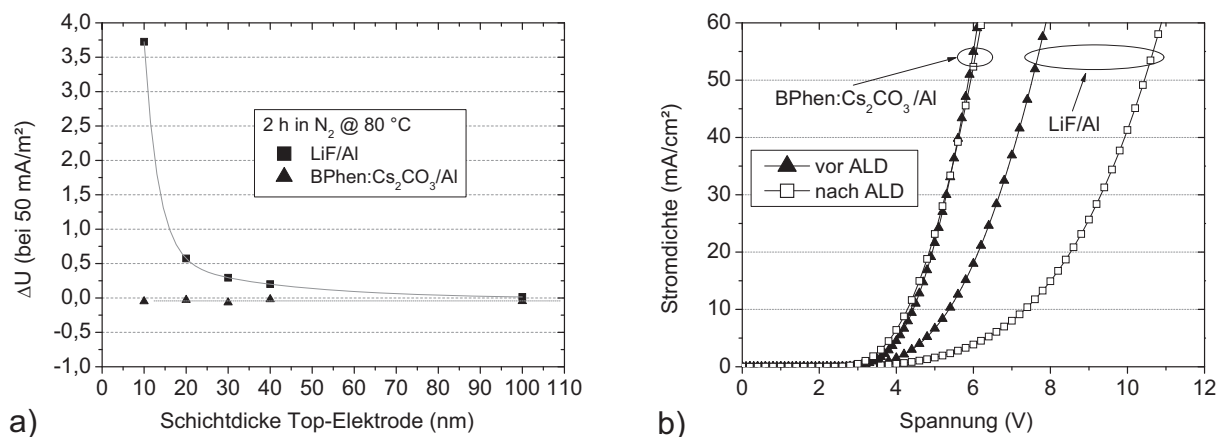 4,0
3,5
3,0
2,5
2,0
1,5
1,0
0,5
0,0
-0,5
-1,0
ΔU (bei 50 mA/m²)
2 h in N₂ @ 80 °C
LiF/Al
BPhen:Cs₂CO₃/Al
0 10 20 30 40 50 60 70 80 90 100 110
Schichtdicke Top-Elektrode (nm)
a)
60
50
40
30
20
10
0
Stromdichte (mA/cm²)
BPhen:Cs₂CO₃/Al
LiF/Al
vor ALD
nach ALD
0 2 4 6 8 10 12
Spannung (V)
b)